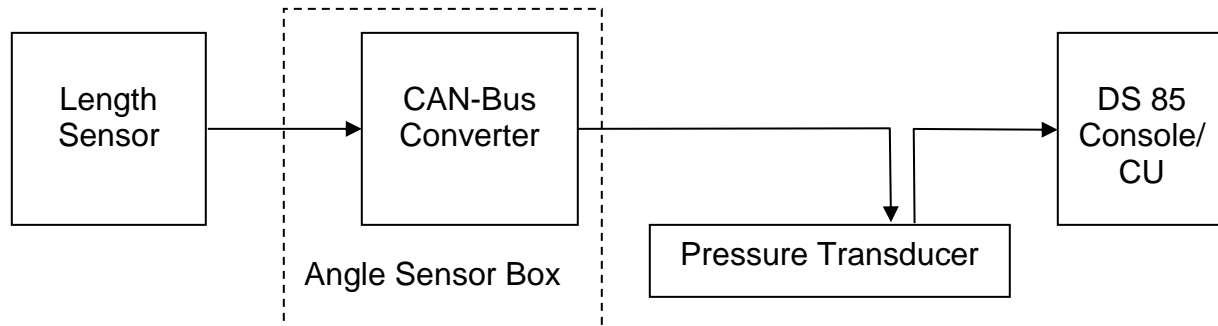 Length
Sensor
CAN-Bus
Converter
Angle Sensor Box
Pressure Transducer
DS 85
Console/
CU